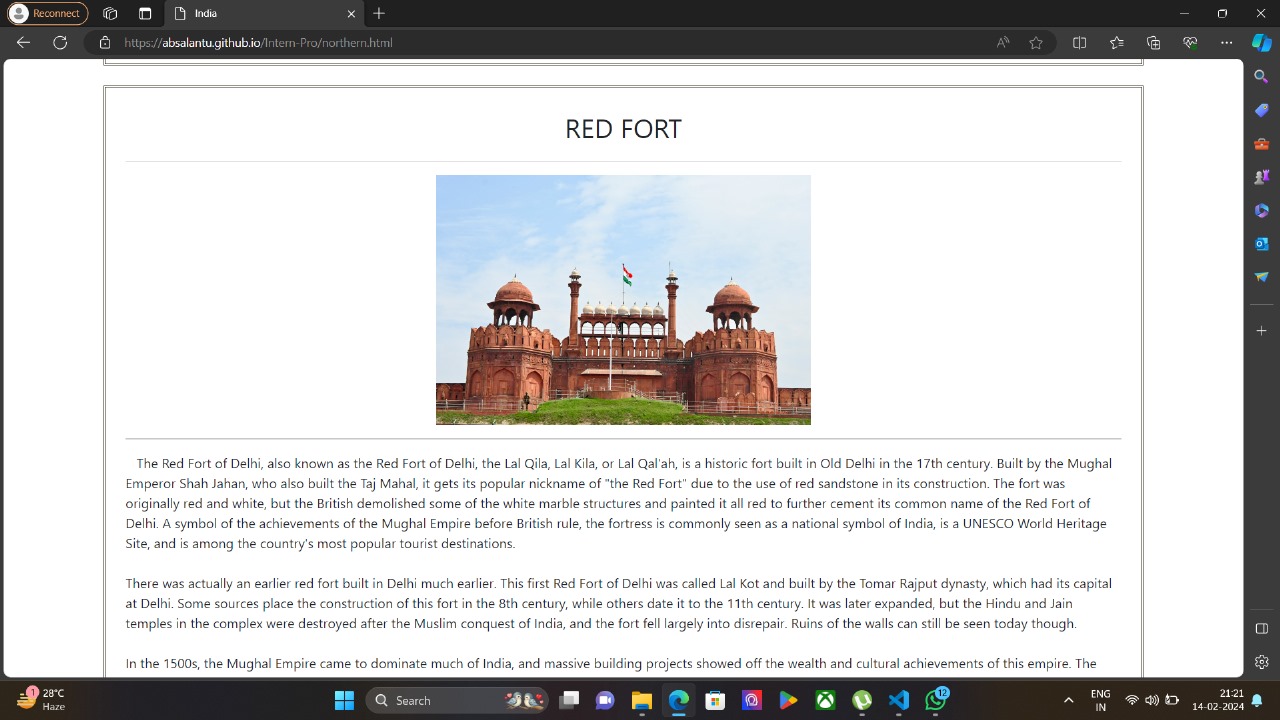 Reconnect
India
https://absalantu.github.io/Intern-Pro/northern.html
RED FORT
The Red Fort of Delhi, also known as the Red Fort of Delhi, the Lal Qila, Lal Kila, or Lal Qal'ah, is a historic fort built in Old Delhi in the 17th century. Built by the Mughal
Emperor Shah Jahan, who also built the Taj Mahal, it gets its popular nickname of "the Red Fort" due to the use of red sandstone in its construction. The fort was
originally red and white, but the British demolished some of the white marble structures and painted it all red to further cement its common name of the Red Fort of
Delhi. A symbol of the achievements of the Mughal Empire before British rule, the fortress is commonly seen as a national symbol of India, is a UNESCO World Heritage
Site, and is among the country's most popular tourist destinations.
There was actually an earlier red fort built in Delhi much earlier. This first Red Fort of Delhi was called Lal Kot and built by the Tomar Rajput dynasty, which had its capital
at Delhi. Some sources place the construction of this fort in the 8th century, while others date it to the 11th century. It was later expanded, but the Hindu and Jain
temples in the complex were destroyed after the Muslim conquest of India, and the fort fell largely into disrepair. Ruins of the walls can still be seen today though.
In the 1500s, the Mughal Empire came to dominate much of India, and massive building projects showed off the wealth and cultural achievements of this empire. The
1
28°C
Haze
Search
12
ENG
IN
21:21
14-02-2024